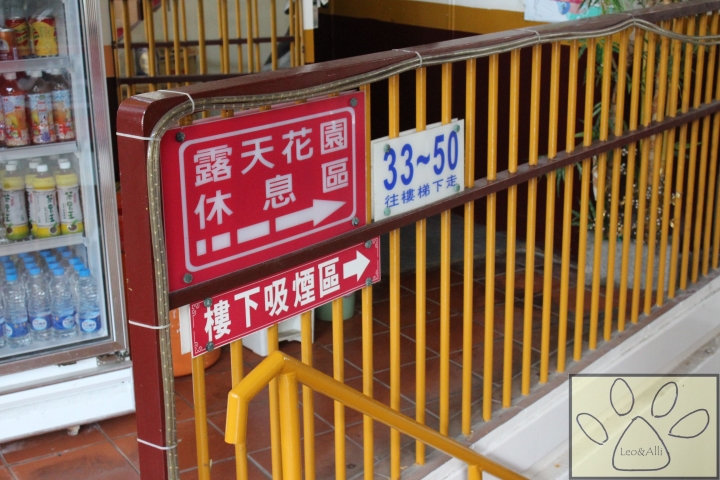 露天花園
休息區
33~50
往樓梯下走
樓下吸煙區
Leo&Alli